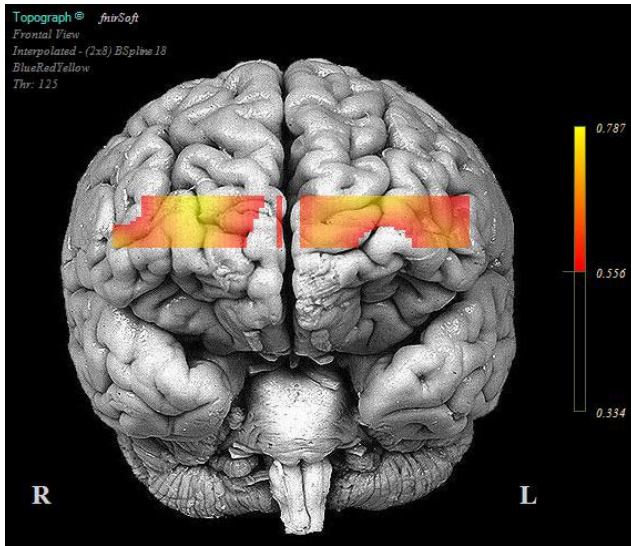 Topograph © fnirSoft
Frontal View
Interpolated - (2x8) BSpline 18
BlueRedYellow
Thr: 125
0.787
0.556
0.334
R L